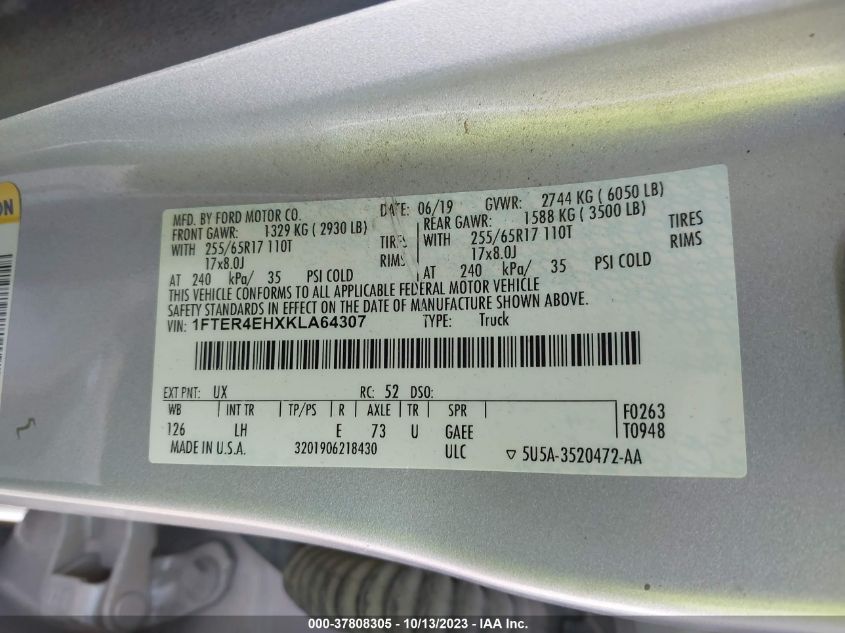 ON
MFD. BY FORD MOTOR CO. DATE: 06/19 GVWR: 2744 KG ( 6050 LB)
FRONT GAWR: 1329 KG ( 2930 LB) REAR GAWR: 1588 KG ( 3500 LB)
WITH 255/65R17 110T TIRES WITH 255/65R17 110T TIRES
17x8.0J RIMS 17x8.0J RIMS
AT 240 kPa/ 35 PSI COLD AT 240 kPa/ 35 PSI COLD
THIS VEHICLE CONFORMS TO ALL APPLICABLE FEDERAL MOTOR VEHICLE
SAFETY STANDARDS IN EFFECT ON THE DATE OF MANUFACTURE SHOWN ABOVE.
VIN: 1FTER4EHXKLA64307 TYPE: Truck
EXT PNT: UX RC: 52 DSO:
WB INT TR TP/PS R AXLE TR SPR F0263
126 LH E 73 U GAEE T0948
MADE IN U.S.A. 3201906218430 ULC ▽ 5U5A-3520472-AA
000-37808305 - 10/13/2023 - IAA Inc.